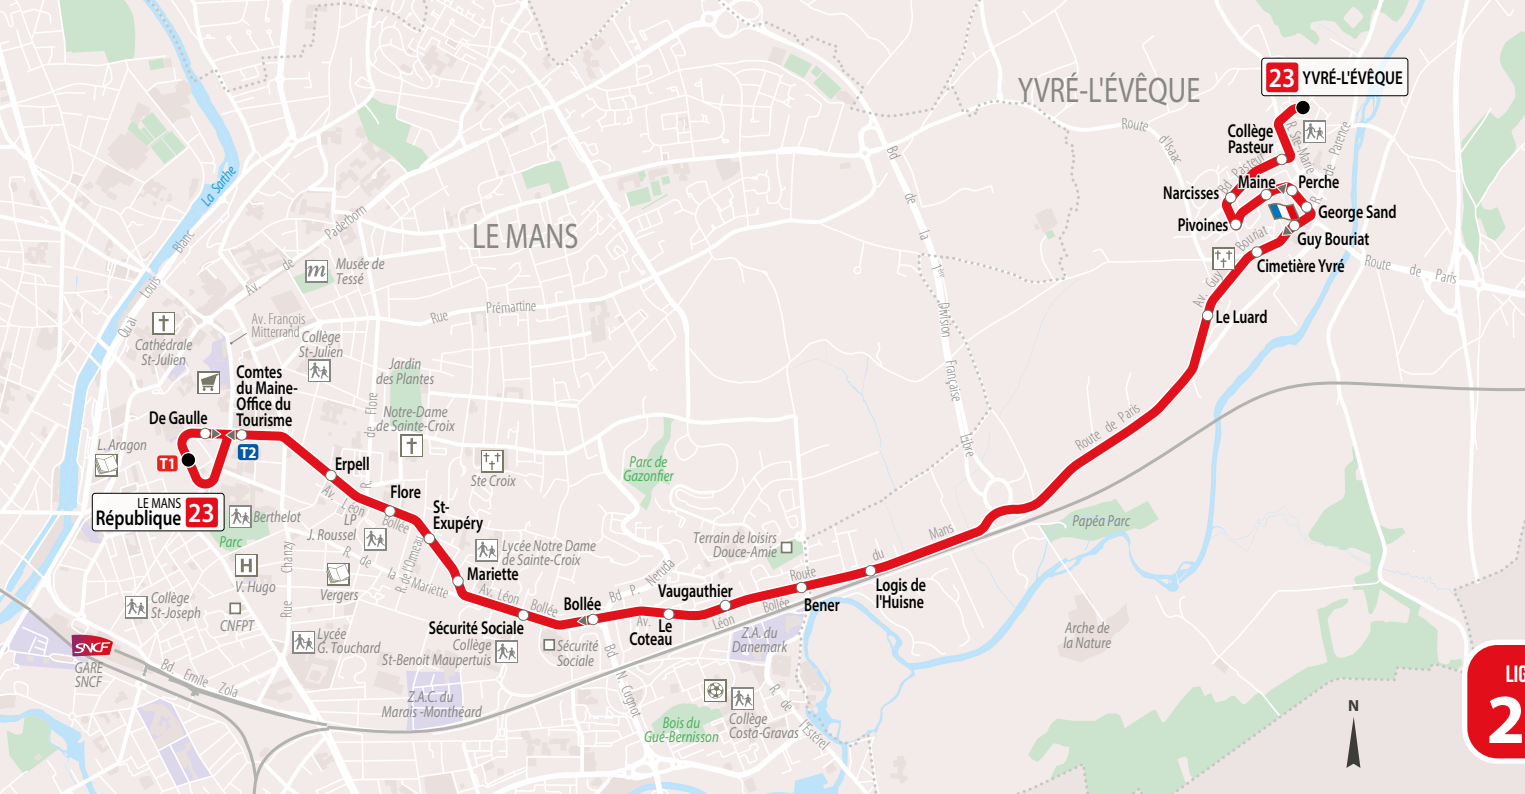 YVRÉ-L'ÉVÊQUE
23 YVRÉ-L'ÉVÊQUE
Collège
Pasteur
R. Ste-Marie
R. de Parence
Route d'Isaac
Bd Pasteur
Narcisses
Maine
Perche
Pivoines
George Sand
Guy Bouriat
Cimetière Yvré
Av. Guy Bouriat
Route de Paris
Le Luard
Bd de la 1ère Division Française Libre
La Sarthe
Quai Louis Blanc
LE MANS
Av. de Paderborn
m
Musée de
Tessé
Rue Prémartine
Av. François
Mitterrand
Cathédrale
St-Julien
Collège
St-Julien
Jardin
des Plantes
R. de Flore
Notre-Dame
de Sainte-Croix
Comtes
du Maine-
Office du
Tourisme
De Gaulle
T1
T2
L. Aragon
LE MANS
République 23
Erpell
Ste Croix
Flore
St-
Exupéry
Parc de
Gazonfier
Route de Paris
Av. Léon Bollée
Berthelot
Parc
LP
J. Roussel
Lycée Notre Dame
de Sainte-Croix
Terrain de loisirs
Douce-Amie
Papéa Parc
Route du Mans
H
V. Hugo
Rue Chanzy
Vergers
R. de la Mariette
R. de l'Ormeau
Mariette
Av. Léon Bollée
Bd P. Neruda
Vaugauthier
Logis de
l'Huisne
Bener
Collège
St-Joseph
CNFPT
Lycée
G. Touchard
Sécurité Sociale
Bollée
Le
Coteau
Av. Léon Bollée
Z.A. du
Danemark
Arche de
la Nature
SNCF
GARE
SNCF
Bd Emile Zola
Collège
St-Benoit Maupertuis
Sécurité
Sociale
Bd N. Cugnot
Z.A.C. du
Marais -Monthéard
Bois du
Gué-Bernisson
Collège
Costa-Gravas
R. de l'Estérel
N
LIG
2